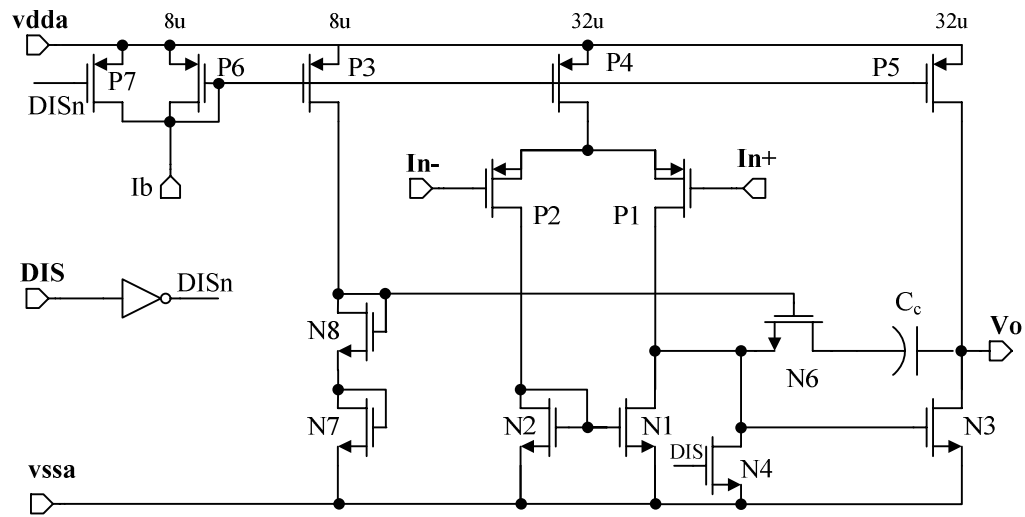 vdda 8u 8u 32u 32u
P7 P6 P3 P4 P5
DISn
In- In+
Ib
P2 P1
DIS DISn
Cc
Vo
N8
N6
N7 N2 N1 N3
DIS
N4
vssa